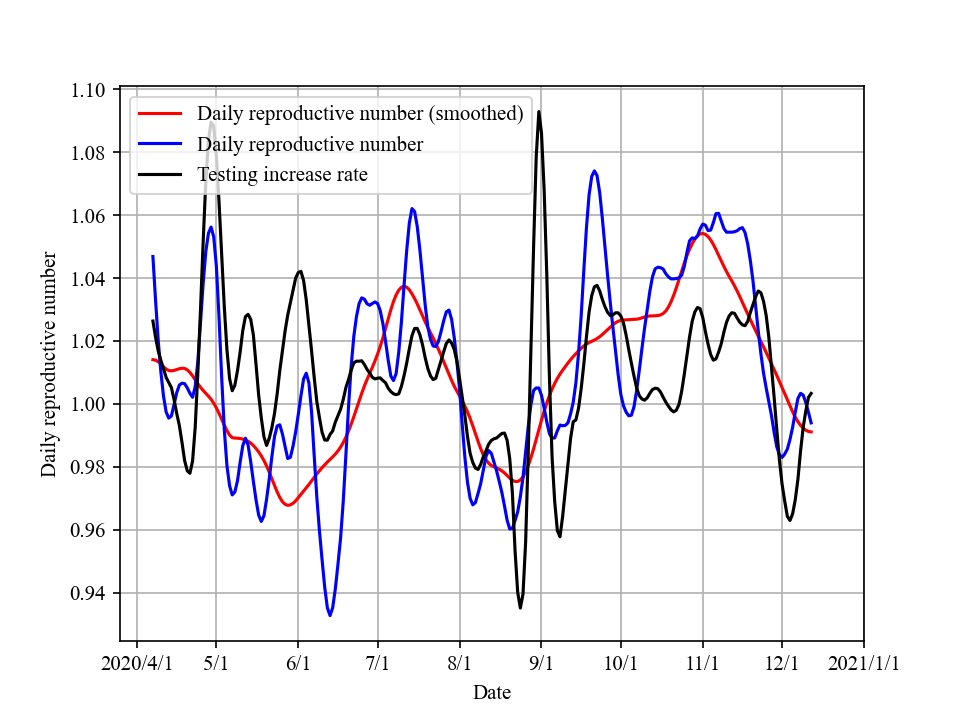 Daily reproductive number (smoothed)
Daily reproductive number
Testing increase rate
1.10
1.08
1.06
1.04
1.02
1.00
0.98
0.96
0.94
Daily reproductive number
2020/4/1 5/1 6/1 7/1 8/1 9/1 10/1 11/1 12/1 2021/1/1
Date